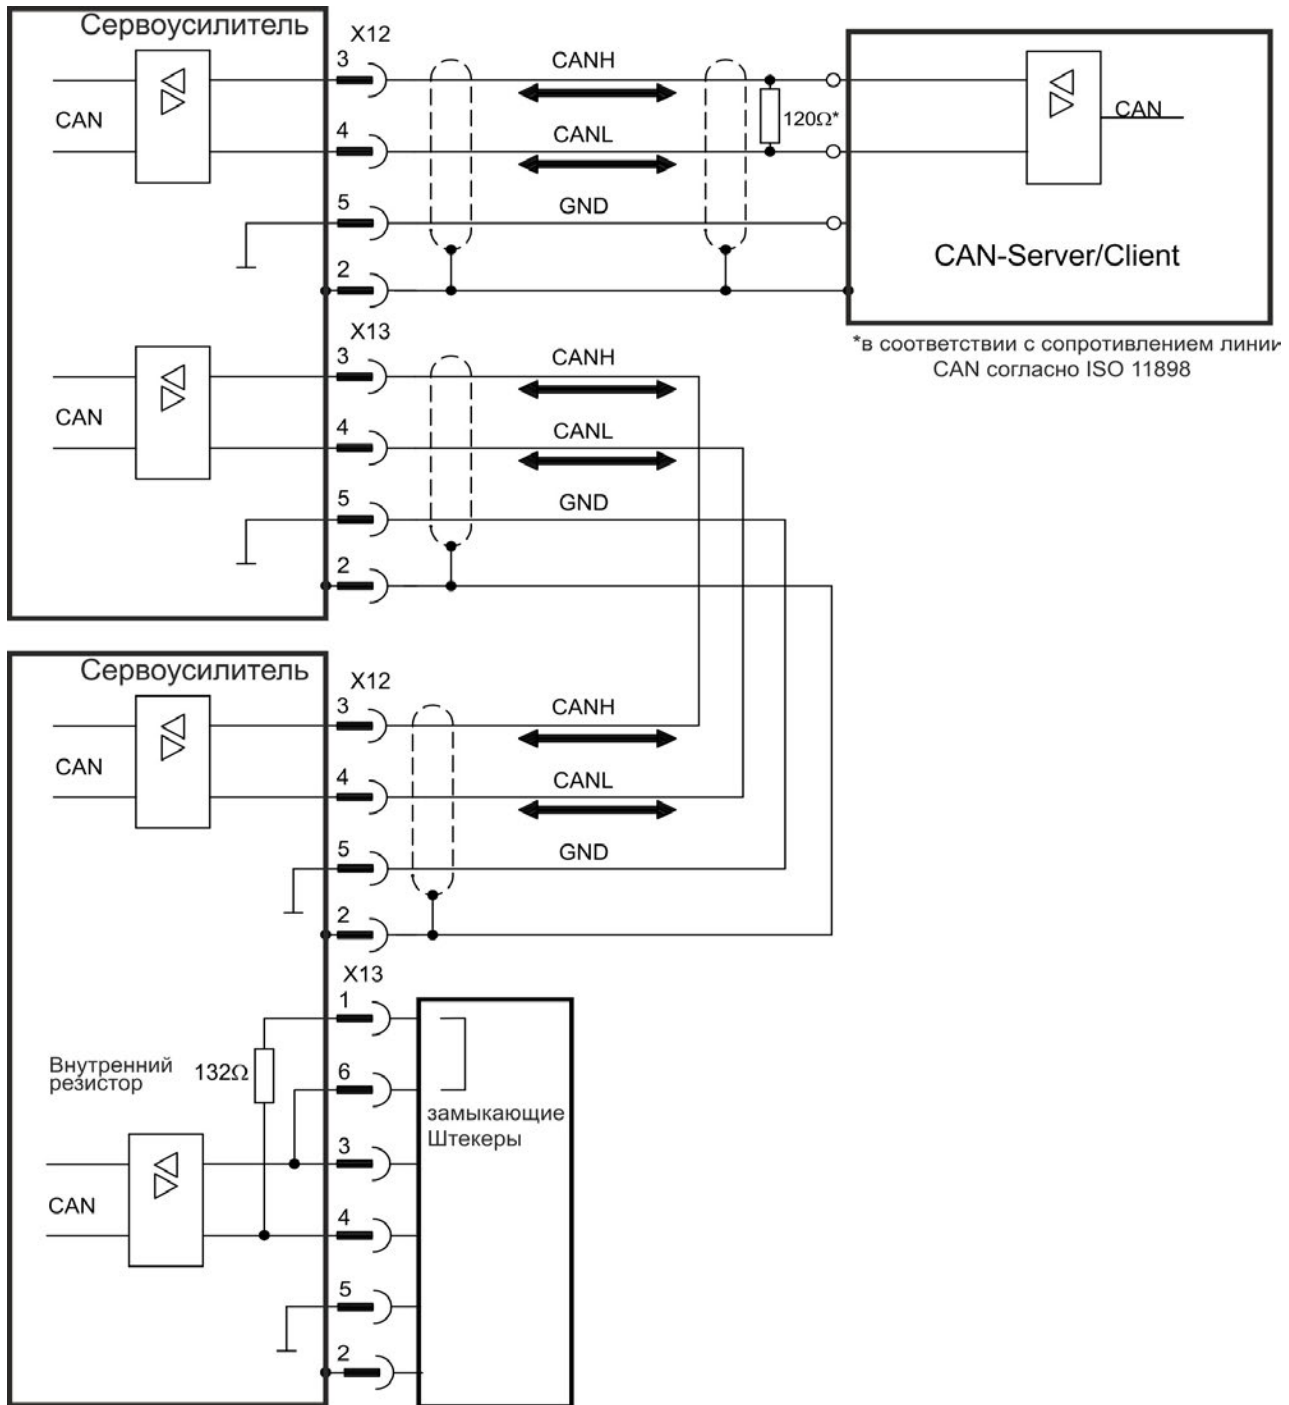 Сервоусилитель
X12
3
CANH
CAN
120Ω*
CAN
4
CANL
5
GND
2
CAN-Server/Client
*в соответствии с сопротивлением линии
CAN согласно ISO 11898
X13
3
CANH
CAN
4
CANL
5
GND
2
Сервоусилитель
X12
3
CANH
CAN
4
CANL
5
GND
2
X13
1
Внутренний
резистор
132Ω
6
замыкающие
Штекеры
3
CAN
4
5
2